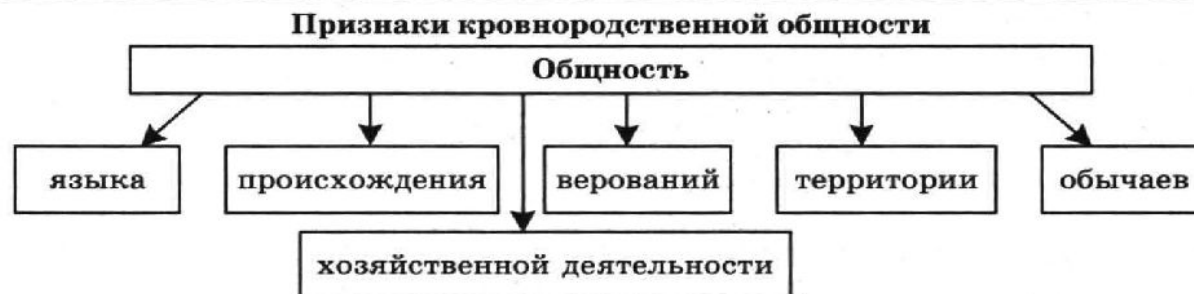 Признаки кровнородственной общности
Общность
языка
происхождения
верований
территории
обычаев
хозяйственной деятельности